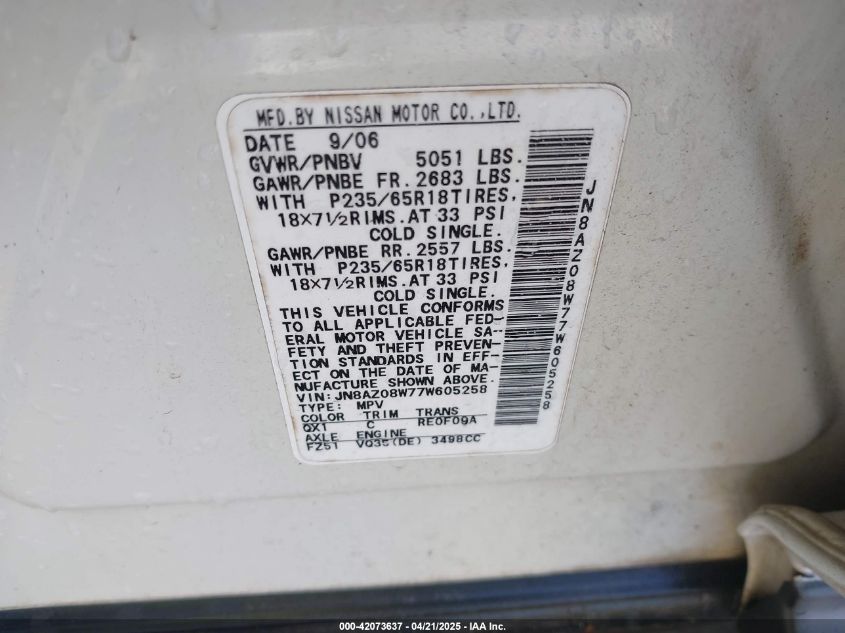 MFD.BY NISSAN MOTOR CO.,LTD.
DATE 9/06
GVWR/PNBV 5051 LBS.
GAWR/PNBE FR. 2683 LBS.
WITH P235/65R18TIRES,
18X7½RIMS.AT 33 PSI
COLD SINGLE.
GAWR/PNBE RR. 2557 LBS.
WITH P235/65R18TIRES,
18X7½RIMS.AT 33 PSI
COLD SINGLE.
THIS VEHICLE CONFORMS
TO ALL APPLICABLE FED-
ERAL MOTOR VEHICLE SA-
FETY AND THEFT PREVEN-
TION STANDARDS IN EFF-
ECT ON THE DATE OF MA-
NUFACTURE SHOWN ABOVE.
VIN:JN8AZ08W77W605258
TYPE: MPV
COLOR TRIM TRANS
QX1 C RE0F09A
AXLE ENGINE
FZ51 VQ35(DE) 3498CC
JN8AZ08W77W605258
000-42073637 - 04/21/2025 - IAA Inc.